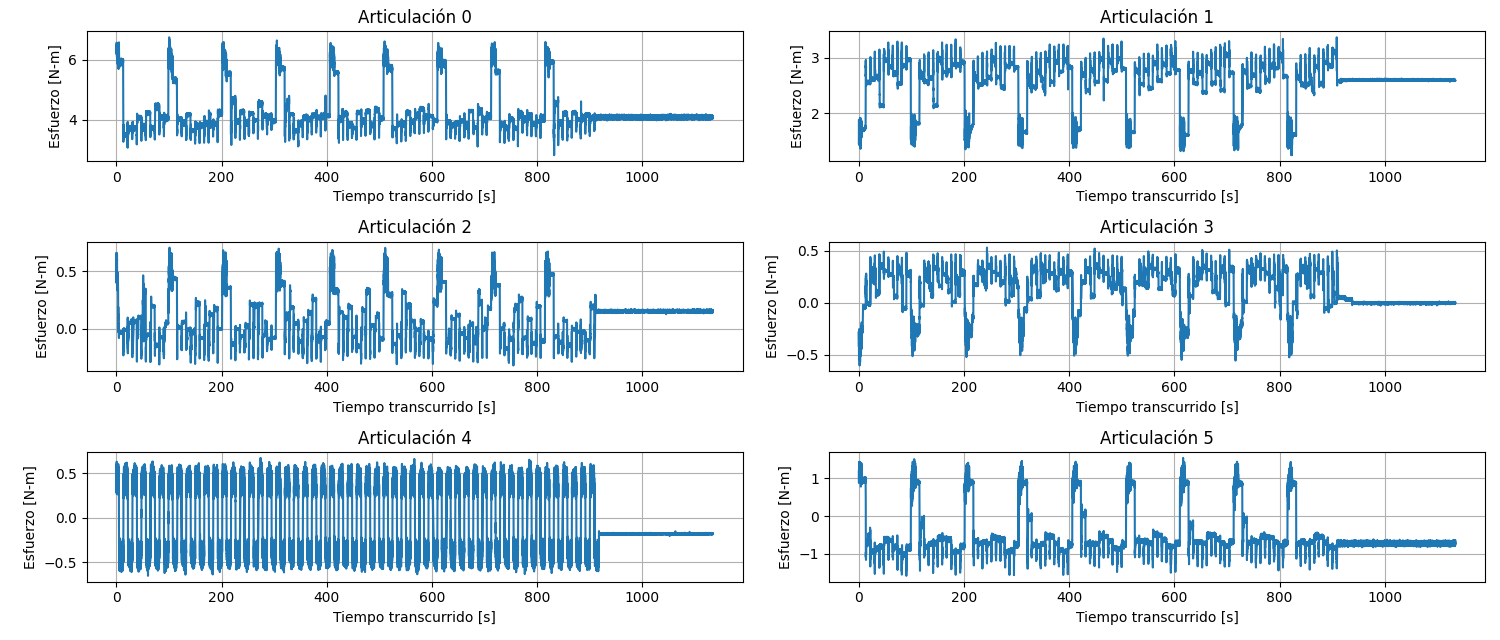 Articulación 0
Esfuerzo [N-m]
6
4
0 200 400 600 800 1000
Tiempo transcurrido [s]
Articulación 1
Esfuerzo [N-m]
3
2
0 200 400 600 800 1000
Tiempo transcurrido [s]
Articulación 2
Esfuerzo [N-m]
0.5
0.0
0 200 400 600 800 1000
Tiempo transcurrido [s]
Articulación 3
Esfuerzo [N-m]
0.5
0.0
−0.5
0 200 400 600 800 1000
Tiempo transcurrido [s]
Articulación 4
Esfuerzo [N-m]
0.5
0.0
−0.5
0 200 400 600 800 1000
Tiempo transcurrido [s]
Articulación 5
Esfuerzo [N-m]
1
0
−1
0 200 400 600 800 1000
Tiempo transcurrido [s]